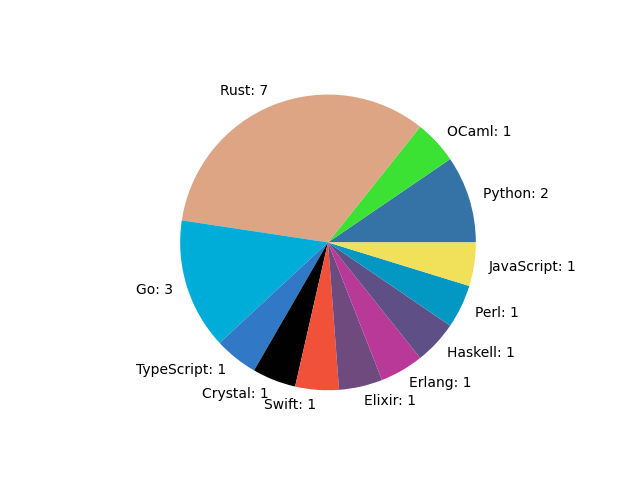 Rust: 7
OCaml: 1
Python: 2
JavaScript: 1
Go: 3
Perl: 1
Haskell: 1
TypeScript: 1
Erlang: 1
Crystal: 1
Elixir: 1
Swift: 1